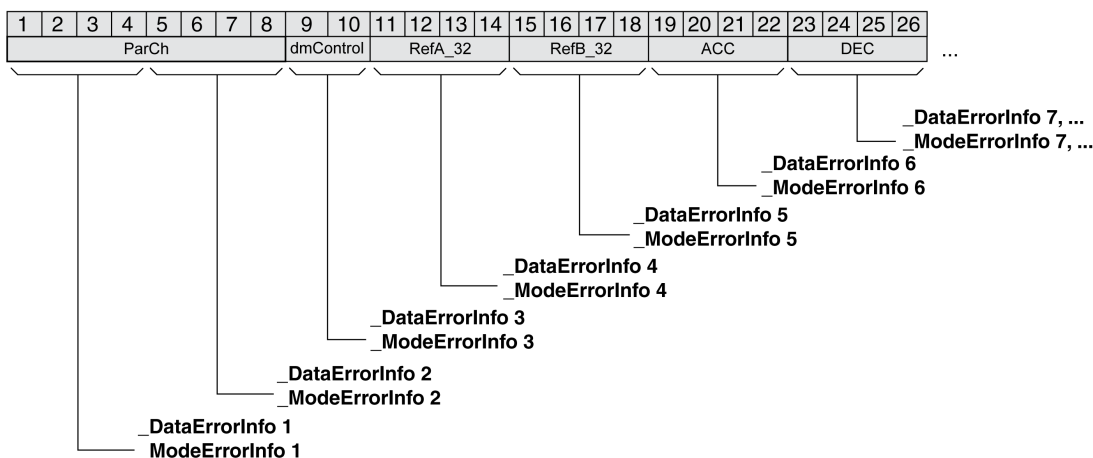 1 2 3 4 5 6 7 8 9 10 11 12 13 14 15 16 17 18 19 20 21 22 23 24 25 26
ParCh dmControl RefA_32 RefB_32 ACC DEC ...
_DataErrorInfo 7, ...
_ModeErrorInfo 7, ...
_DataErrorInfo 6
_ModeErrorInfo 6
_DataErrorInfo 5
_ModeErrorInfo 5
_DataErrorInfo 4
_ModeErrorInfo 4
_DataErrorInfo 3
_ModeErrorInfo 3
_DataErrorInfo 2
_ModeErrorInfo 2
_DataErrorInfo 1
ModeErrorInfo 1